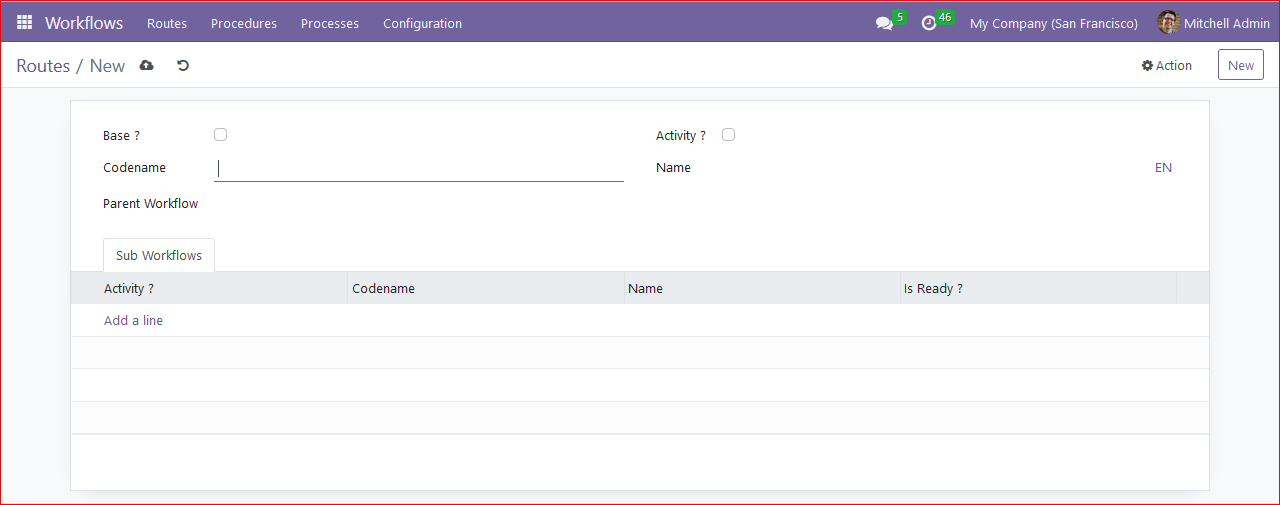 Workflows Routes Procedures Processes Configuration 5 46 My Company (San Francisco) Mitchell Admin
Routes / New Action New
Base ? Activity ?
Codename Name EN
Parent Workflow
Sub Workflows
Activity ? Codename Name Is Ready ?
Add a line